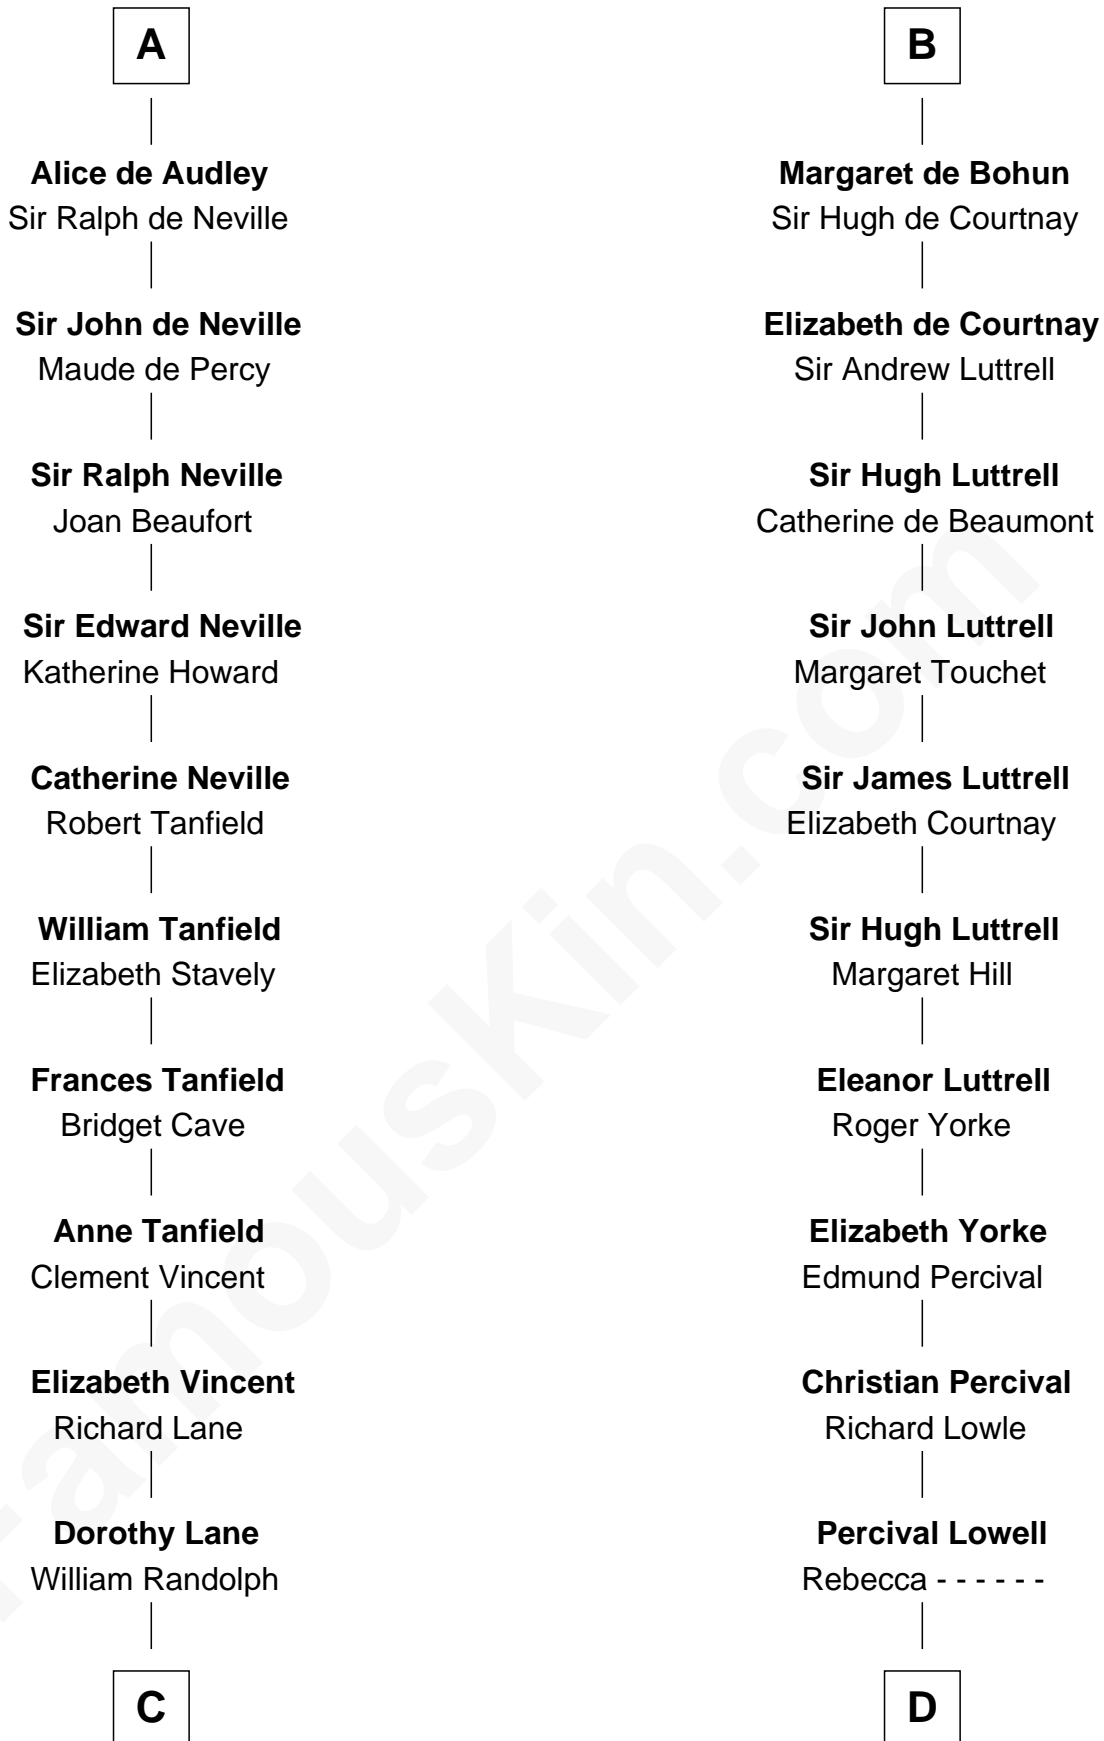 A
Alice de Audley
Sir Ralph de Neville
Sir John de Neville
Maude de Percy
Sir Ralph Neville
Joan Beaufort
Sir Edward Neville
Katherine Howard
Catherine Neville
Robert Tanfield
William Tanfield
Elizabeth Stavely
Frances Tanfield
Bridget Cave
Anne Tanfield
Clement Vincent
Elizabeth Vincent
Richard Lane
Dorothy Lane
William Randolph
C
B
Margaret de Bohun
Sir Hugh de Courtnay
Elizabeth de Courtnay
Sir Andrew Luttrell
Sir Hugh Luttrell
Catherine de Beaumont
Sir John Luttrell
Margaret Touchet
Sir James Luttrell
Elizabeth Courtnay
Sir Hugh Luttrell
Margaret Hill
Eleanor Luttrell
Roger Yorke
Elizabeth Yorke
Edmund Percival
Christian Percival
Richard Lowle
Percival Lowell
Rebecca - - - - - -
D
FamousKin.com